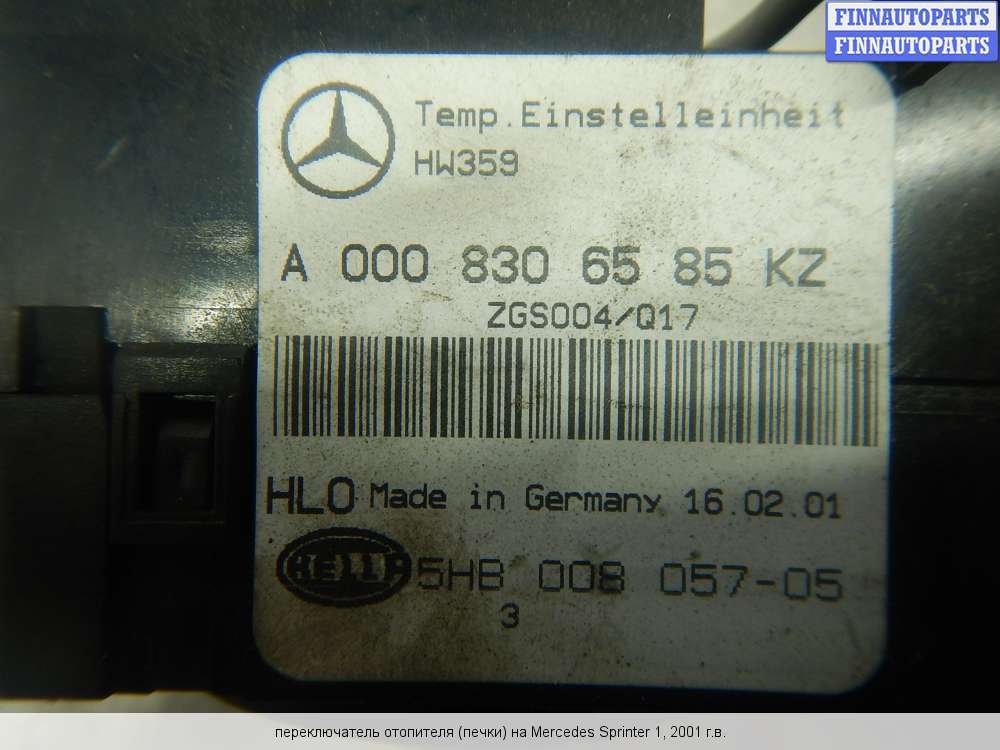 FINNAUTOPARTS
FINNAUTOPARTS
Temp.Einstelleinheit
HW359
A 000 830 65 85 KZ
ZGS004/Q17
HLO Made in Germany 16.02.01
HELLA 5HB 008 057-05
3
переключатель отопителя (печки) на Mercedes Sprinter 1, 2001 г.в.